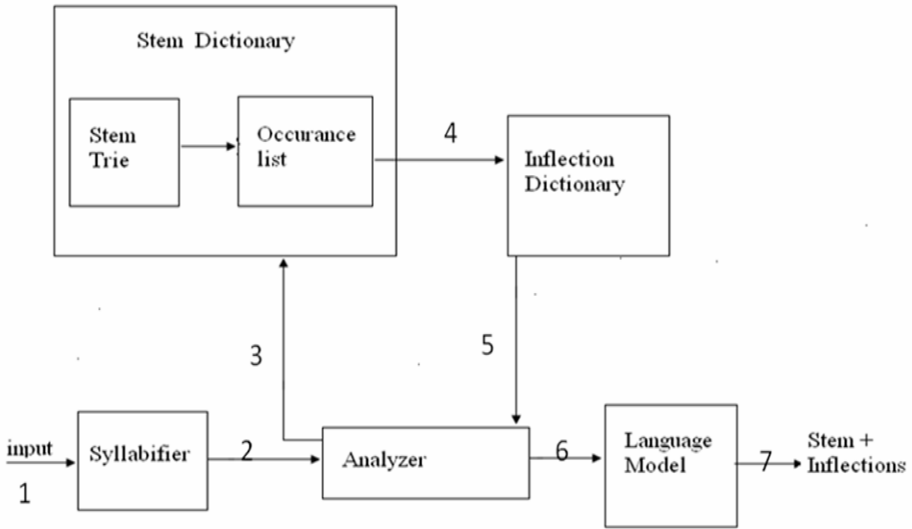 Stem Dictionary
Stem
Trie
Occurance
list
4
Inflection
Dictionary
3
5
input
1
Syllabifier
2
Analyzer
6
Language
Model
7
Stem +
Inflections